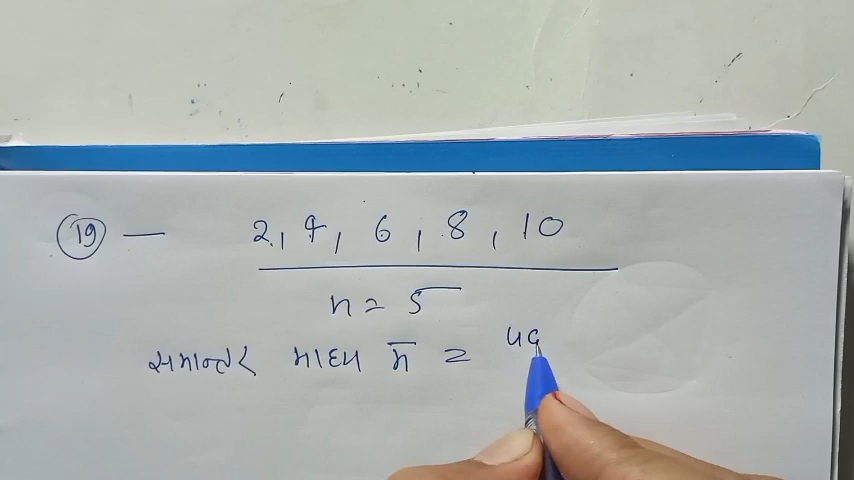 19 — 2, 4, 6, 8, 10
n = 5
સમાન્તર માધ્ય x̅ =